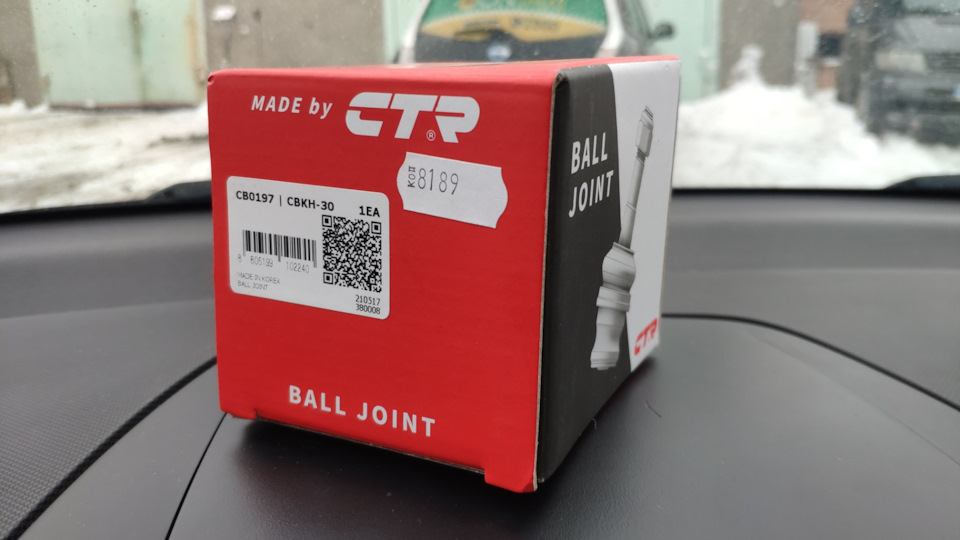 MADE by CTR®
КОП 8189
CB0197 | CBKH-30
1EA
8 805199 102240
MADE IN KOREA
BALL JOINT
210517
380008
BALL JOINT
BALL
JOINT
CTR